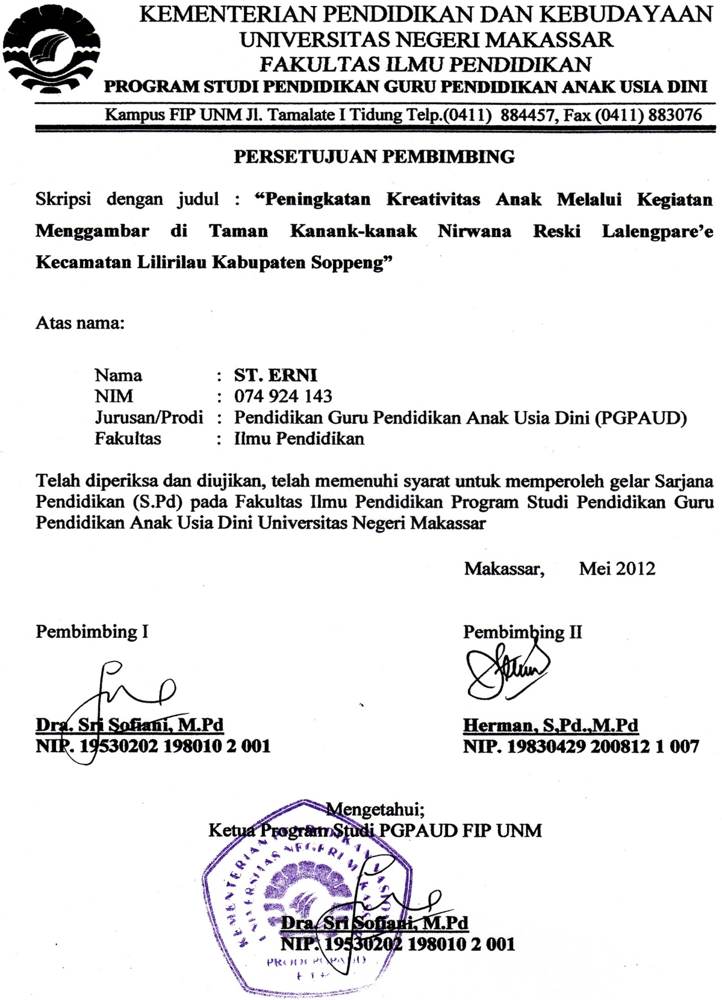 KEMENTERIAN PENDIDIKAN DAN KEBUDAYAAN
UNIVERSITAS NEGERI MAKASSAR
FAKULTAS ILMU PENDIDIKAN
PROGRAM STUDI PENDIDIKAN GURU PENDIDIKAN ANAK USIA DINI
Kampus FIP UNM Jl. Tamalate I Tidung Telp.(0411) 884457, Fax (0411) 883076
PERSETUJUAN PEMBIMBING
Skripsi dengan judul : “Peningkatan Kreativitas Anak Melalui Kegiatan
Menggambar di Taman Kanank-kanak Nirwana Reski Lalengpare’e
Kecamatan Lilirilau Kabupaten Soppeng”
Atas nama:
Nama : ST. ERNI
NIM : 074 924 143
Jurusan/Prodi : Pendidikan Guru Pendidikan Anak Usia Dini (PGPAUD)
Fakultas : Ilmu Pendidikan
Telah diperiksa dan diujikan, telah memenuhi syarat untuk memperoleh gelar Sarjana
Pendidikan (S.Pd) pada Fakultas Ilmu Pendidikan Program Studi Pendidikan Guru
Pendidikan Anak Usia Dini Universitas Negeri Makassar
Makassar, Mei 2012
Pembimbing I
Pembimbing II
Dra. Sri Sofiani, M.Pd
NIP. 19530202 198010 2 001
Herman, S,Pd.,M.Pd
NIP. 19830429 200812 1 007
Mengetahui;
Ketua Program Studi PGPAUD FIP UNM
KEMENTERIAN PENDIDIKAN NASIONAL
UNIVERSITAS NEGERI MAKASSAR
Dra. Sri Sofiani, M.Pd
NIP. 19530202 198010 2 001
PRODI PGPAUD